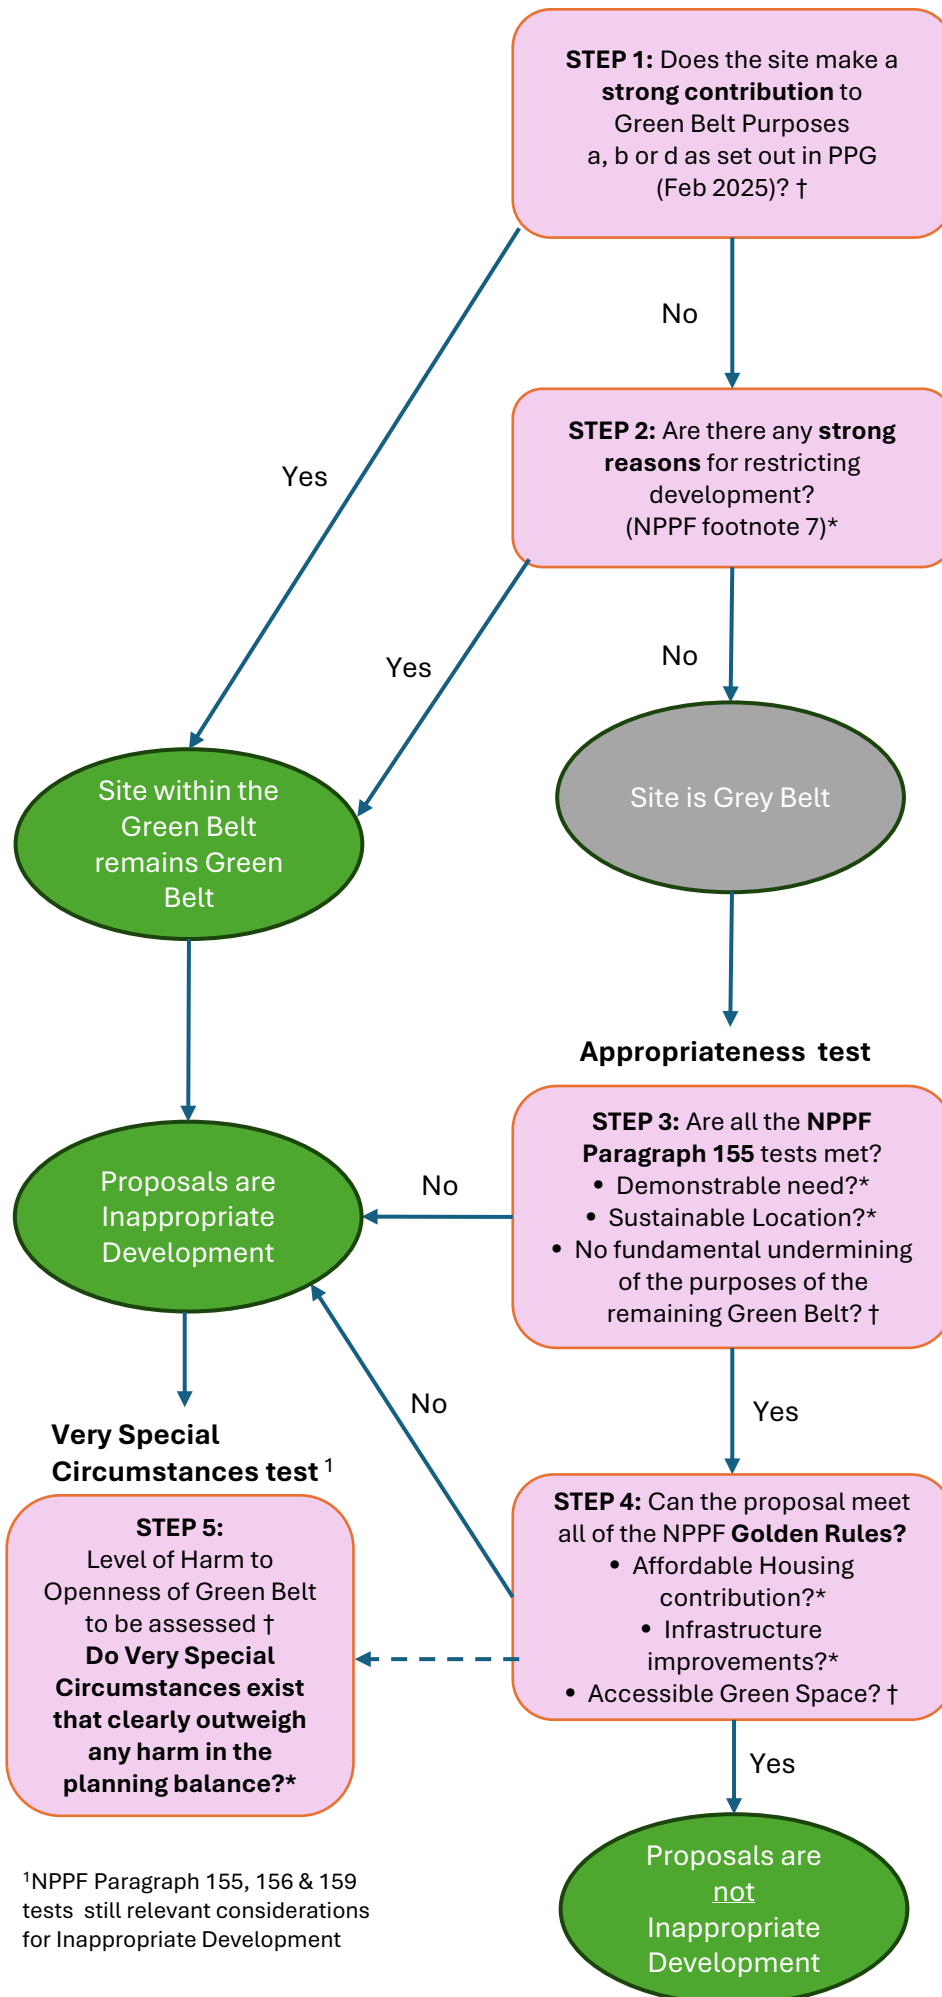 STEP 1: Does the site make a
strong contribution to
Green Belt Purposes
a, b or d as set out in PPG
(Feb 2025)? †
No
STEP 2: Are there any strong
reasons for restricting
development?
(NPPF footnote 7)*
Yes
Yes
No
Site within the
Green Belt
remains Green
Belt
Site is Grey Belt
Appropriateness test
STEP 3: Are all the NPPF
Paragraph 155 tests met?
• Demonstrable need?*
• Sustainable Location?*
• No fundamental undermining
of the purposes of the
remaining Green Belt? †
No
Proposals are
Inappropriate
Development
No
Yes
Very Special
Circumstances test ¹
STEP 4: Can the proposal meet
all of the NPPF Golden Rules?
• Affordable Housing
contribution?*
• Infrastructure
improvements?*
• Accessible Green Space? †
STEP 5:
Level of Harm to
Openness of Green Belt
to be assessed †
Do Very Special
Circumstances exist
that clearly outweigh
any harm in the
planning balance?*
Yes
Proposals are
not
Inappropriate
Development
¹NPPF Paragraph 155, 156 & 159
tests still relevant considerations
for Inappropriate Development